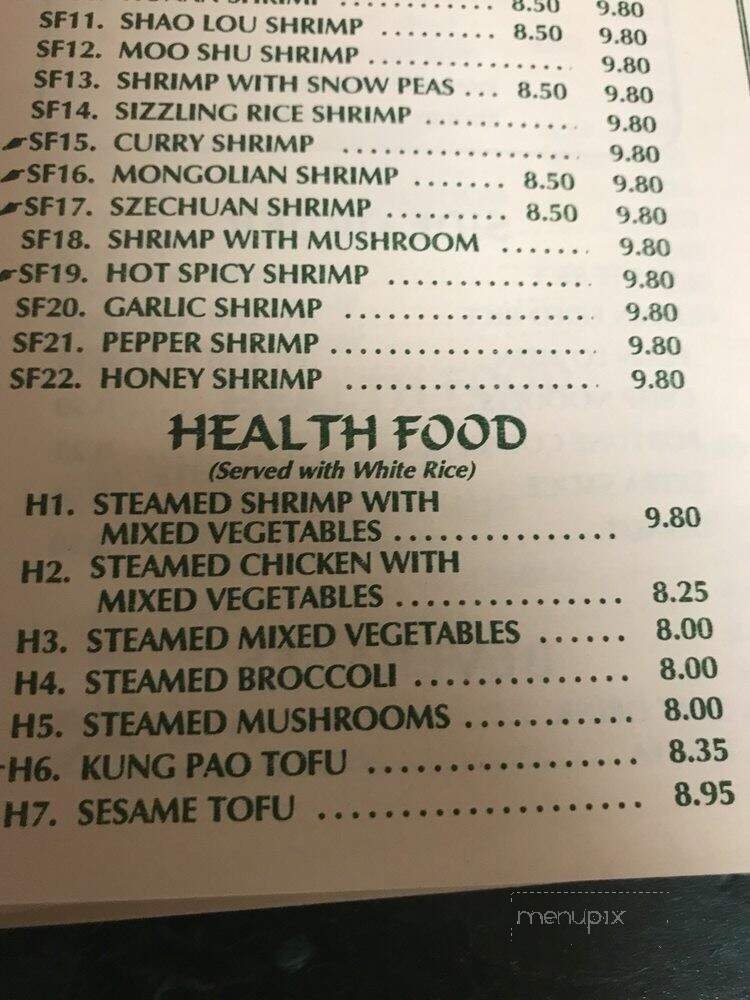 SHRIMP ............ 8.50 9.80
SF11. SHAO LOU SHRIMP ......... 8.50 9.80
SF12. MOO SHU SHRIMP ................ 9.80
SF13. SHRIMP WITH SNOW PEAS ... 8.50 9.80
SF14. SIZZLING RICE SHRIMP ............ 9.80
SF15. CURRY SHRIMP .................. 9.80
SF16. MONGOLIAN SHRIMP ....... 8.50 9.80
SF17. SZECHUAN SHRIMP ......... 8.50 9.80
SF18. SHRIMP WITH MUSHROOM ...... 9.80
SF19. HOT SPICY SHRIMP ............... 9.80
SF20. GARLIC SHRIMP .................. 9.80
SF21. PEPPER SHRIMP ................... 9.80
SF22. HONEY SHRIMP .................. 9.80
HEALTH FOOD
(Served with White Rice)
H1. STEAMED SHRIMP WITH
MIXED VEGETABLES ............... 9.80
H2. STEAMED CHICKEN WITH
MIXED VEGETABLES ............... 8.25
H3. STEAMED MIXED VEGETABLES ...... 8.00
H4. STEAMED BROCCOLI .............. 8.00
H5. STEAMED MUSHROOMS ........... 8.00
H6. KUNG PAO TOFU ................. 8.35
H7. SESAME TOFU ..................... 8.95
menupix